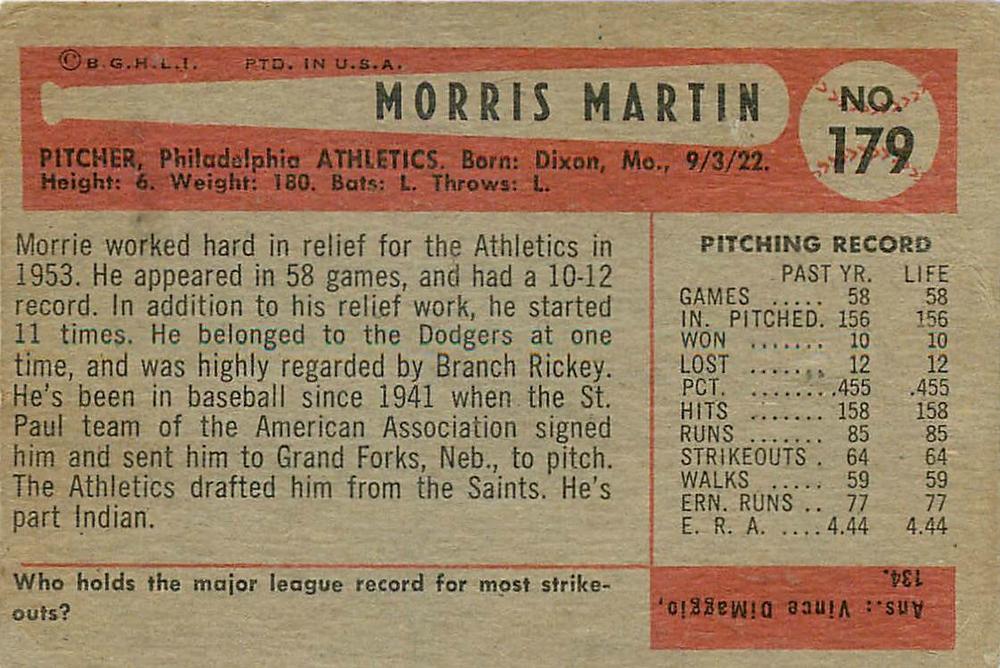 © B.G.H.L.I. PTD. IN U.S.A.
MORRIS MARTIN
NO.
179
PITCHER, Philadelphia ATHLETICS. Born: Dixon, Mo., 9/3/22.
Height: 6. Weight: 180. Bats: L. Throws: L.
Morrie worked hard in relief for the Athletics in
1953. He appeared in 58 games, and had a 10-12
record. In addition to his relief work, he started
11 times. He belonged to the Dodgers at one
time, and was highly regarded by Branch Rickey.
He's been in baseball since 1941 when the St.
Paul team of the American Association signed
him and sent him to Grand Forks, Neb., to pitch.
The Athletics drafted him from the Saints. He's
part Indian.
PITCHING RECORD
PAST YR. LIFE
GAMES ..... 58 58
IN. PITCHED. 156 156
WON ....... 10 10
LOST ....... 12 12
PCT. ........ .455 .455
HITS ....... 158 158
RUNS ....... 85 85
STRIKEOUTS . 64 64
WALKS ..... 59 59
ERN. RUNS .. 77 77
E. R. A. .... 4.44 4.44
Who holds the major league record for most strike-
outs?
Ans.: Vince DiMaggio,
134.